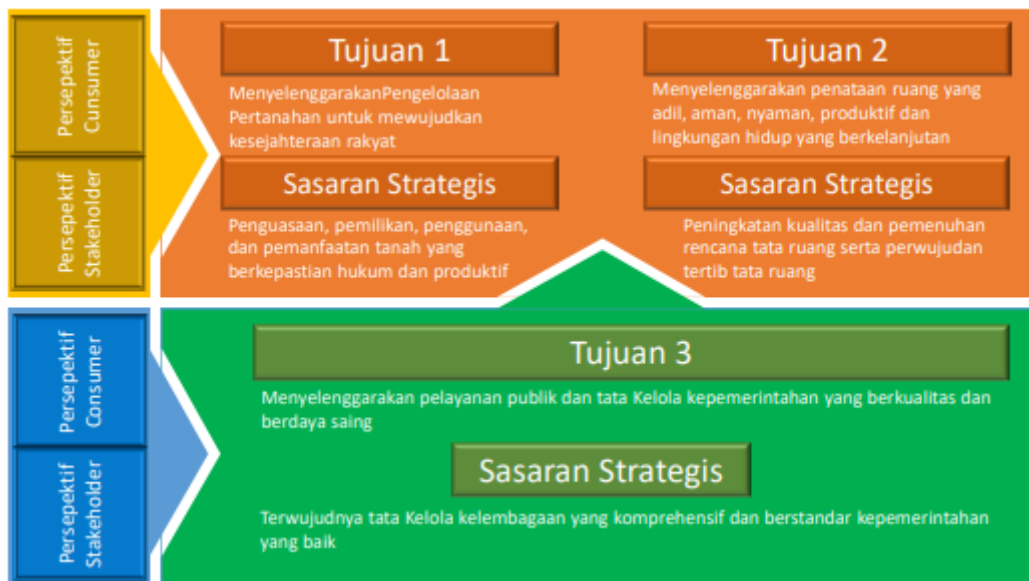 Persepektif
Cunsumer
Persepektif
Stakeholder
Tujuan 1
MenyelenggarakanPengelolaan
Pertanahan untuk mewujudkan
kesejahteraan rakyat
Sasaran Strategis
Penguasaan, pemilikan, penggunaan,
dan pemanfaatan tanah yang
berkepastian hukum dan produktif
Tujuan 2
Menyelenggarakan penataan ruang yang
adil, aman, nyaman, produktif dan
lingkungan hidup yang berkelanjutan
Sasaran Strategis
Peningkatan kualitas dan pemenuhan
rencana tata ruang serta perwujudan
tertib tata ruang
Persepektif
Consumer
Persepektif
Stakeholder
Tujuan 3
Menyelenggarakan pelayanan publik dan tata Kelola kepemerintahan yang berkualitas dan
berdaya saing
Sasaran Strategis
Terwujudnya tata Kelola kelembagaan yang komprehensif dan berstandar kepemerintahan
yang baik